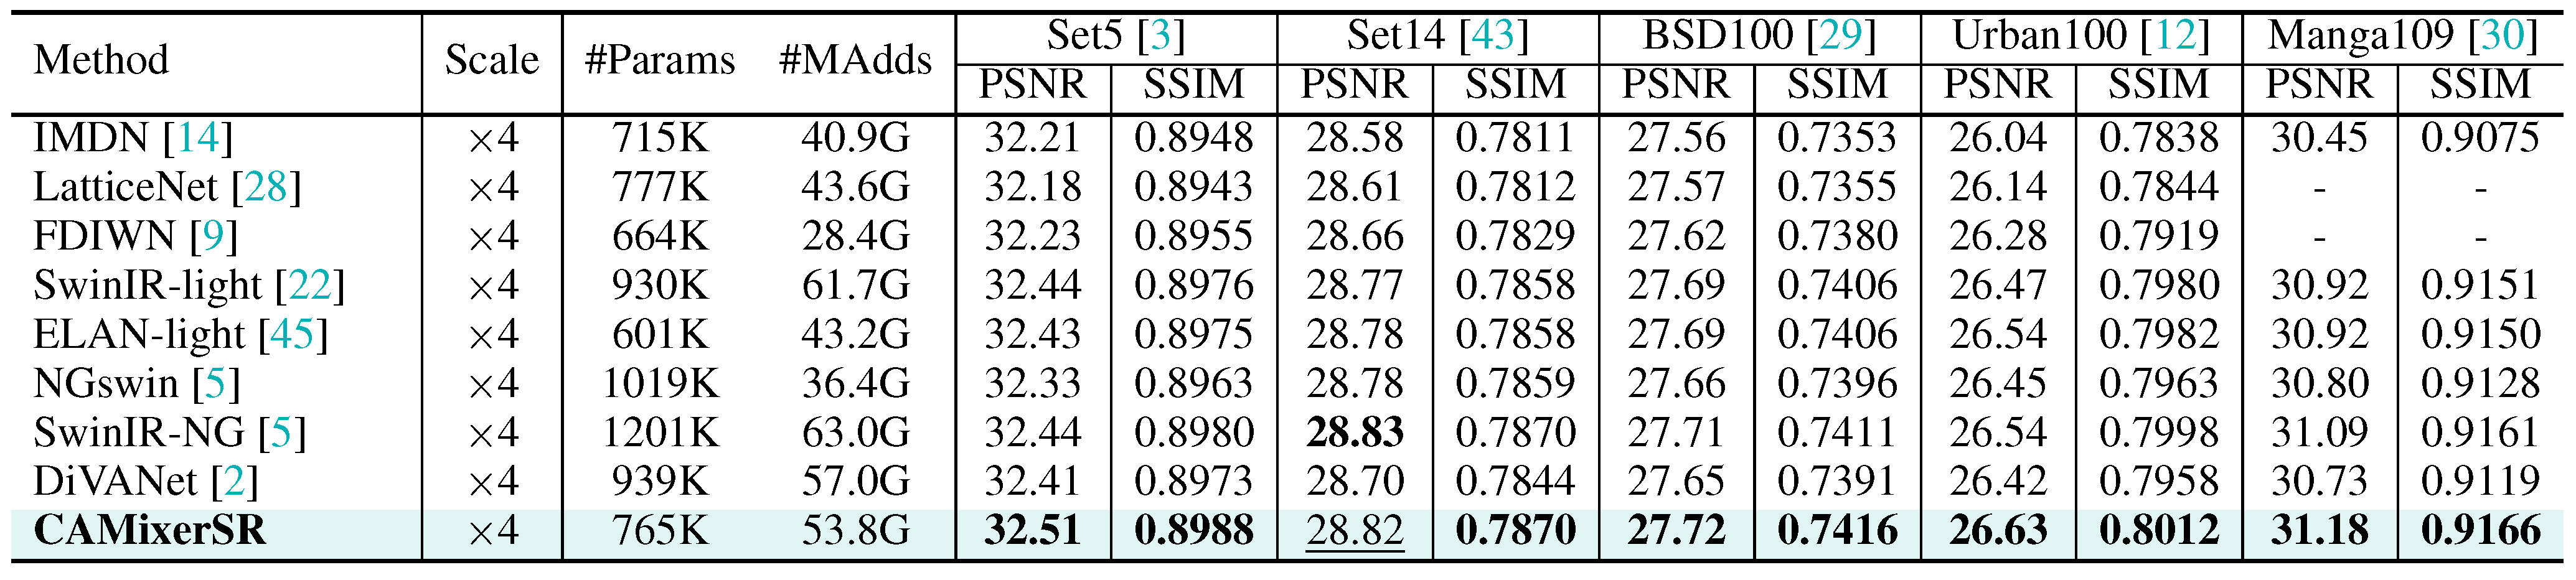 Method Scale #Params #MAdds Set5 [3] Set14 [43] BSD100 [29] Urban100 [12] Manga109 [30]
PSNR SSIM PSNR SSIM PSNR SSIM PSNR SSIM PSNR SSIM
IMDN [14] ×4 715K 40.9G 32.21 0.8948 28.58 0.7811 27.56 0.7353 26.04 0.7838 30.45 0.9075
LatticeNet [28] ×4 777K 43.6G 32.18 0.8943 28.61 0.7812 27.57 0.7355 26.14 0.7844 - -
FDIWN [9] ×4 664K 28.4G 32.23 0.8955 28.66 0.7829 27.62 0.7380 26.28 0.7919 - -
SwinIR-light [22] ×4 930K 61.7G 32.44 0.8976 28.77 0.7858 27.69 0.7406 26.47 0.7980 30.92 0.9151
ELAN-light [45] ×4 601K 43.2G 32.43 0.8975 28.78 0.7858 27.69 0.7406 26.54 0.7982 30.92 0.9150
NGswin [5] ×4 1019K 36.4G 32.33 0.8963 28.78 0.7859 27.66 0.7396 26.45 0.7963 30.80 0.9128
SwinIR-NG [5] ×4 1201K 63.0G 32.44 0.8980 28.83 0.7870 27.71 0.7411 26.54 0.7998 31.09 0.9161
DiVANet [2] ×4 939K 57.0G 32.41 0.8973 28.70 0.7844 27.65 0.7391 26.42 0.7958 30.73 0.9119
CAMixerSR ×4 765K 53.8G 32.51 0.8988 28.82 0.7870 27.72 0.7416 26.63 0.8012 31.18 0.9166